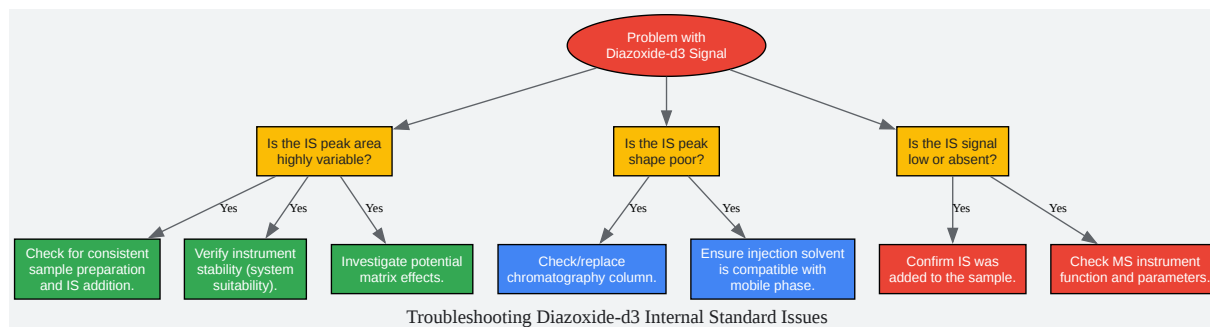 Problem with
Diazoxide-d3 Signal
Is the IS peak area
highly variable?
Is the IS peak
shape poor?
Is the IS signal
low or absent?
Yes
Yes
Yes
Yes
Yes
Yes
Yes
Check for consistent
sample preparation
and IS addition.
Verify instrument
stability (system
suitability).
Investigate potential
matrix effects.
Check/replace
chromatography column.
Ensure injection solvent
is compatible with
mobile phase.
Confirm IS was
added to the sample.
Check MS instrument
function and parameters.
Troubleshooting Diazoxide-d3 Internal Standard Issues